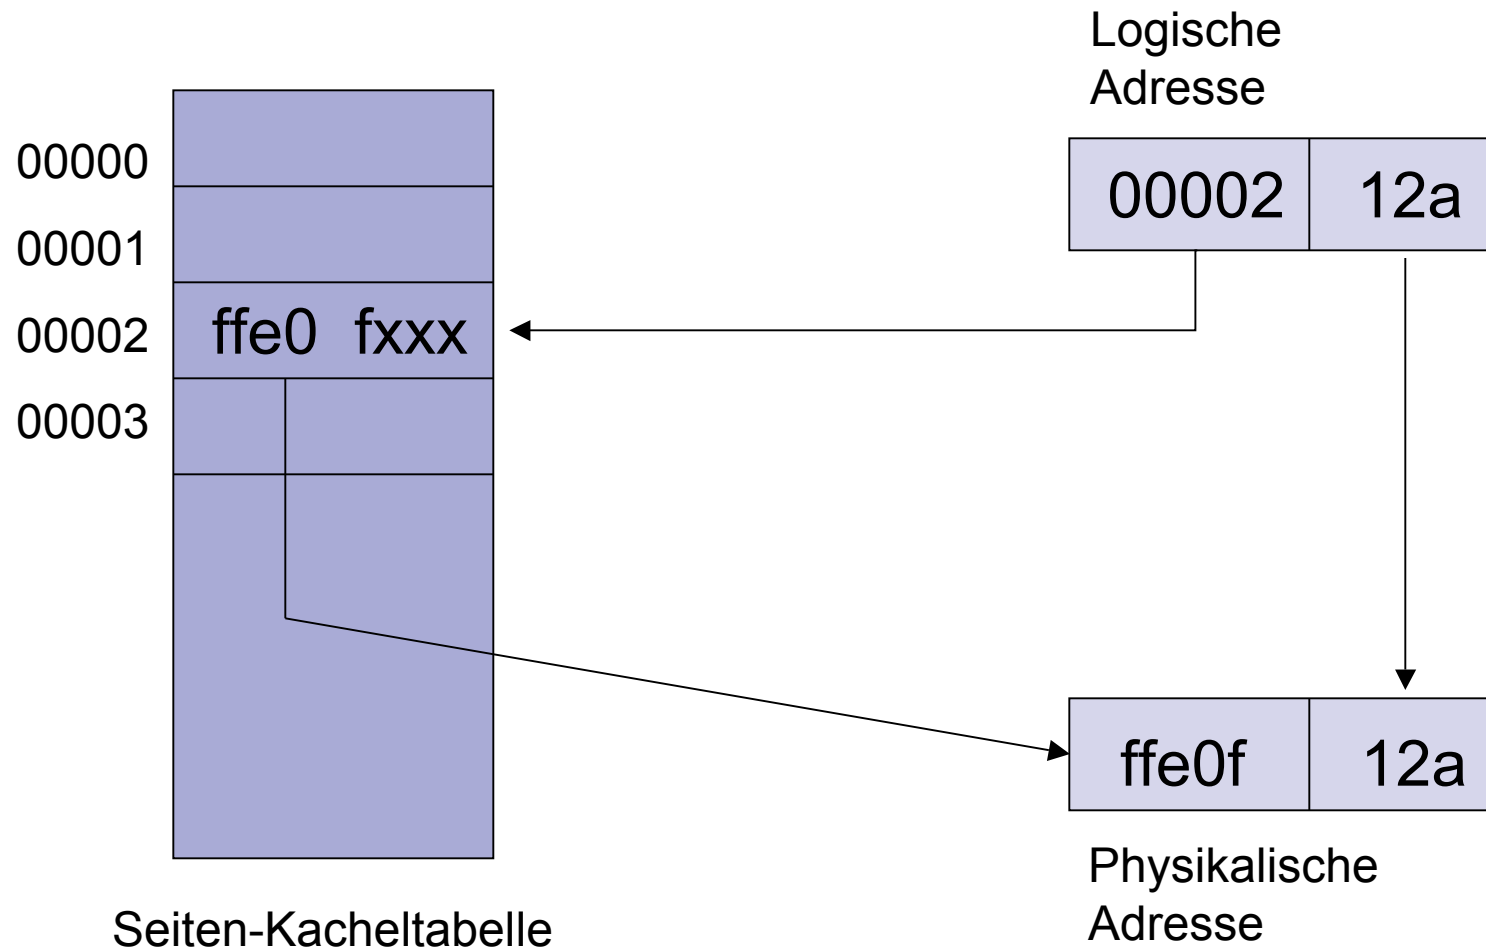 Logische
Adresse
00000
00002 12a
00001
00002 ffe0 fxxx
00003
ffe0f 12a
Physikalische
Adresse
Seiten-Kacheltabelle